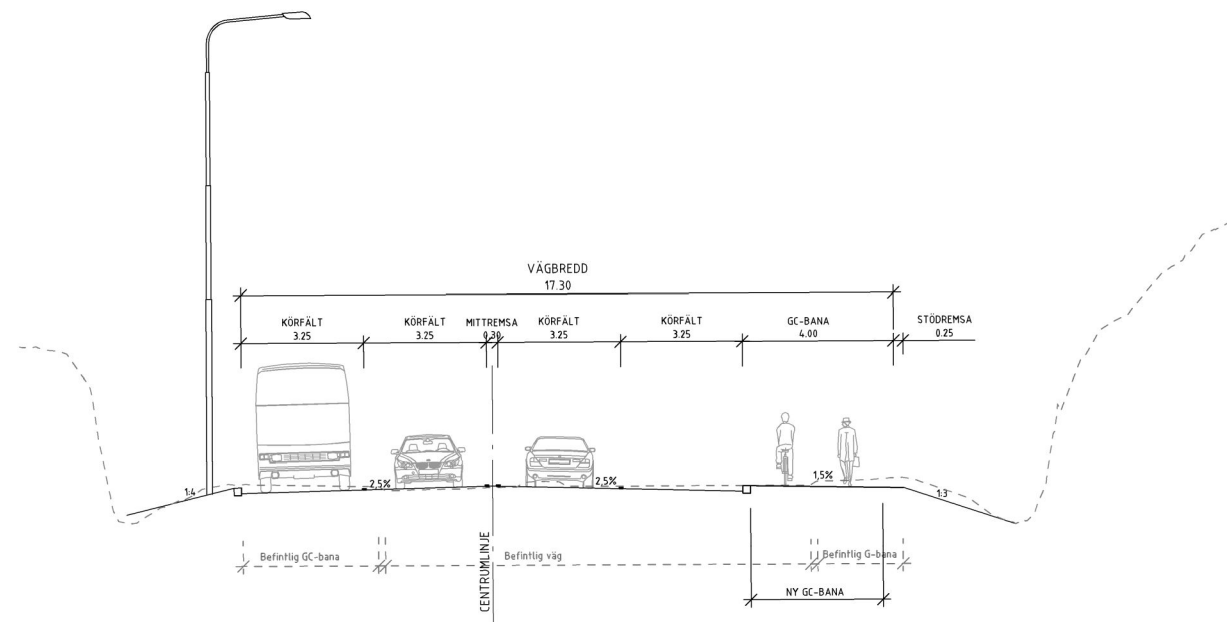 VÄGBREDD
17.30
KÖRFÄLT
3.25
KÖRFÄLT
3.25
MITTREMSA
0.30
KÖRFÄLT
3.25
KÖRFÄLT
3.25
GC-BANA
4.00
STÖDREMSA
0.25
1:4
2,5%
2,5%
1,5%
1:3
Befintlig GC-bana
CENTRUMLINJE
Befintlig väg
Befintlig G-bana
NY GC-BANA